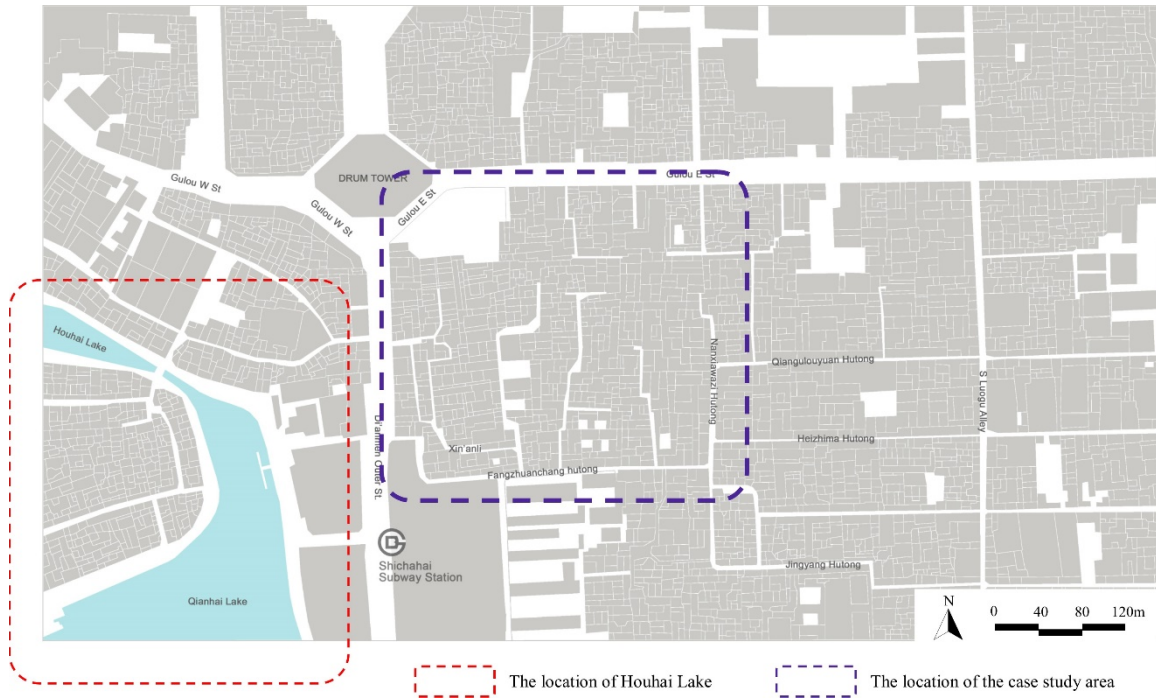 DRUM TOWER
Gulou E St
Gulou W St
Gulou E St
Gulou W St
Houhai Lake
Nanxiawazi Hutong
Qiangulouyuan Hutong
S Luogu Alley
Di'anmen Outer St.
Heizhima Hutong
Xin'anli
Fangzhuanchang hutong
Shichahai
Subway Station
Jingyang Hutong
Qianhai Lake
N
0 40 80 120m
The location of Houhai Lake
The location of the case study area